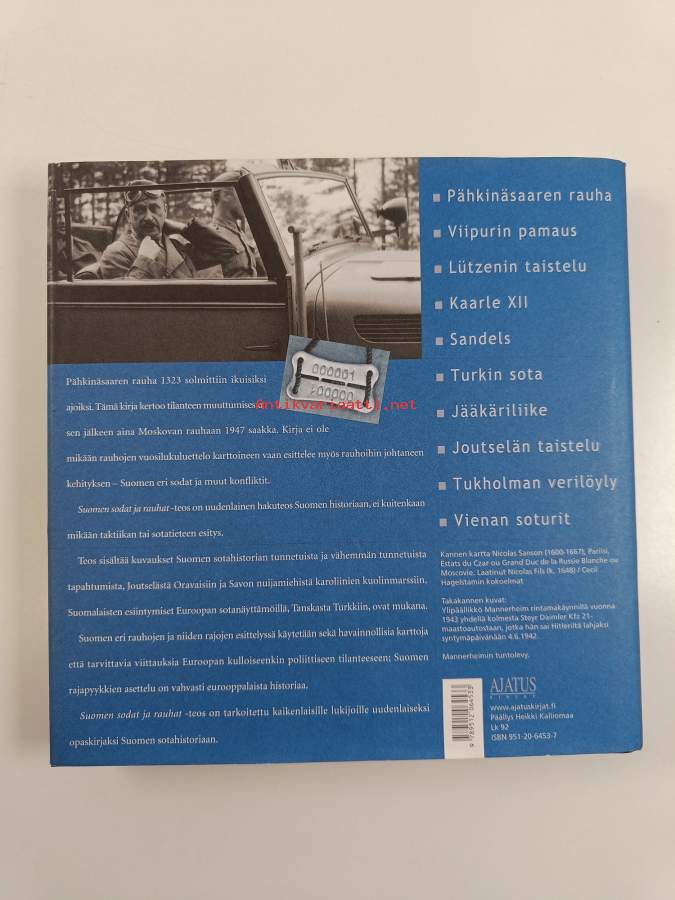 Pähkinäsaaren rauha
Viipurin pamaus
Lützenin taistelu
Kaarle XII
Sandels
Turkin sota
Jääkäriliike
Joutselän taistelu
Tukholman verilöyly
Vienan soturit
000001
000001
Antikvariaatti.net
Pähkinäsaaren rauha 1323 solmittiin ikuisiksi
ajoiksi. Tämä kirja kertoo tilanteen muuttumises
sen jälkeen aina Moskovan rauhaan 1947 saakka. Kirja ei ole
mikään rauhojen vuosilukuluettelo karttoineen vaan esittelee myös rauhoihin johtaneen
kehityksen – Suomen eri sodat ja muut konfliktit.
Suomen sodat ja rauhat -teos on uudenlainen hakuteos Suomen historiaan, ei kuitenkaan
mikään taktiikan tai sotatieteen esitys.
Teos sisältää kuvaukset Suomen sotahistorian tunnetuista ja vähemmän tunnetuista
tapahtumista, Joutselästä Oravaisiin ja Savon nuijamiehistä karoliinien kuolinmarssiin.
Suomalaisten esiintymiset Euroopan sotanäyttämöillä, Tanskasta Turkkiin, ovat mukana.
Suomen eri rauhojen ja niiden rajojen esittelyssä käytetään sekä havainnollisia karttoja
että tarvittavia viittauksia Euroopan kulloiseenkin poliittiseen tilanteeseen; Suomen
rajapyykkien asettelu on vahvasti eurooppalaista historiaa.
Suomen sodat ja rauhat -teos on tarkoitettu kaikenlaisille lukijoille uudenlaiseksi
opaskirjaksi Suomen sotahistoriaan.
Kannen kartta Nicolas Sanson (1600-1667), Pariisi,
Estats du Czar ou Grand Duc de la Russie Blanche ou
Moscovie. Laatinut Nicolas Fils (k. 1648) / Cecil
Hagelstamin kokoelmat
Takakannen kuvat:
Ylipäällikkö Mannerheim rintamakäynnillä vuonna
1943 yhdellä kolmesta Steyr Daimler Kfz 21-
maastoautostaan, jotka hän sai Hitleriltä lahjaksi
syntymäpäivänään 4.6.1942.
Mannerheimin tuntolevy.
9 789512 064533
AJATUS
KIRJAT
www.ajatuskirjat.fi
Päällys Heikki Kalliomaa
Lk 92
ISBN 951-20-6453-7